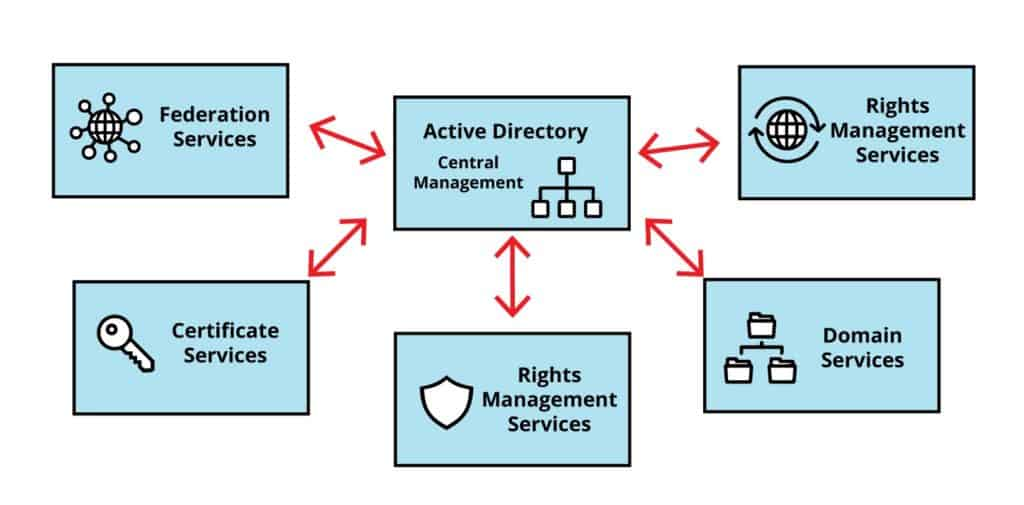 Federation
Services
Active Directory
Central
Management
Rights
Management
Services
Certificate
Services
Rights
Management
Services
Domain
Services